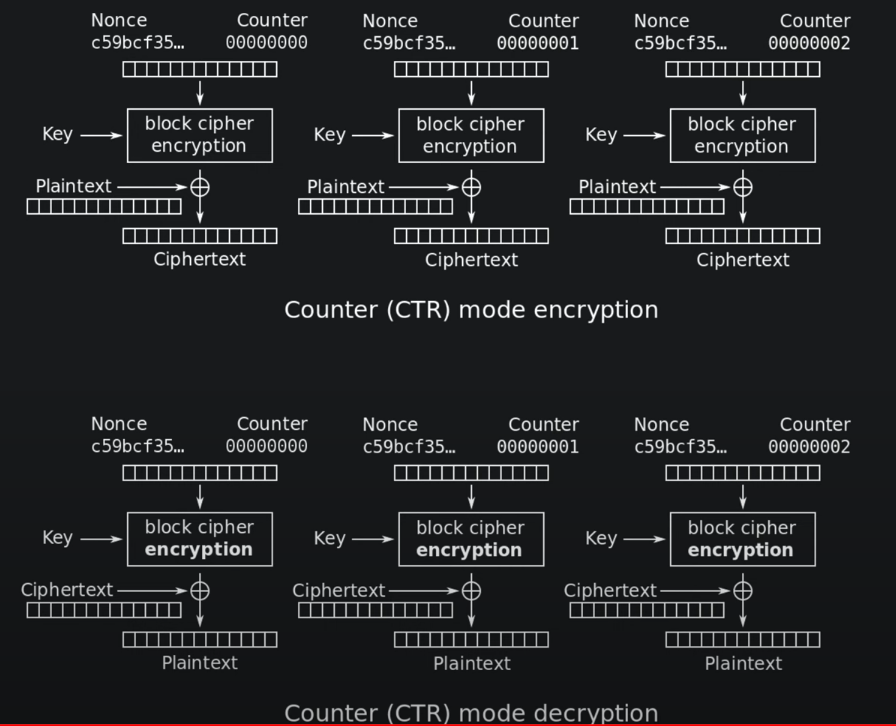 Nonce Counter Nonce Counter Nonce Counter
c59bcf35… 00000000 c59bcf35… 00000001 c59bcf35… 00000002
block cipher block cipher block cipher
Key Key Key
encryption encryption encryption
Plaintext Plaintext Plaintext
Ciphertext Ciphertext Ciphertext
Counter (CTR) mode encryption
Nonce Counter Nonce Counter Nonce Counter
c59bcf35… 00000000 c59bcf35… 00000001 c59bcf35… 00000002
block cipher block cipher block cipher
Key Key Key
encryption encryption encryption
Ciphertext Ciphertext Ciphertext
Plaintext Plaintext Plaintext
Counter (CTR) mode decryption